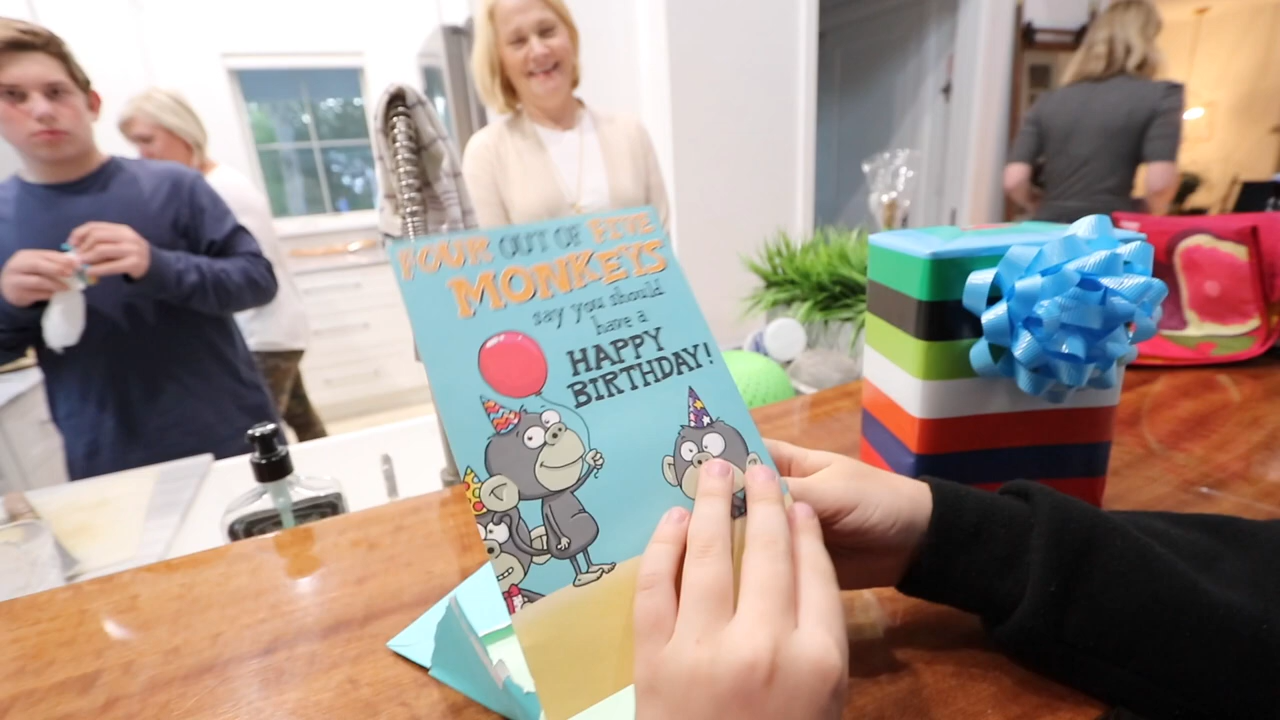 FOUR OUT OF FIVE
MONKEYS
say you should
have a
HAPPY
BIRTHDAY!